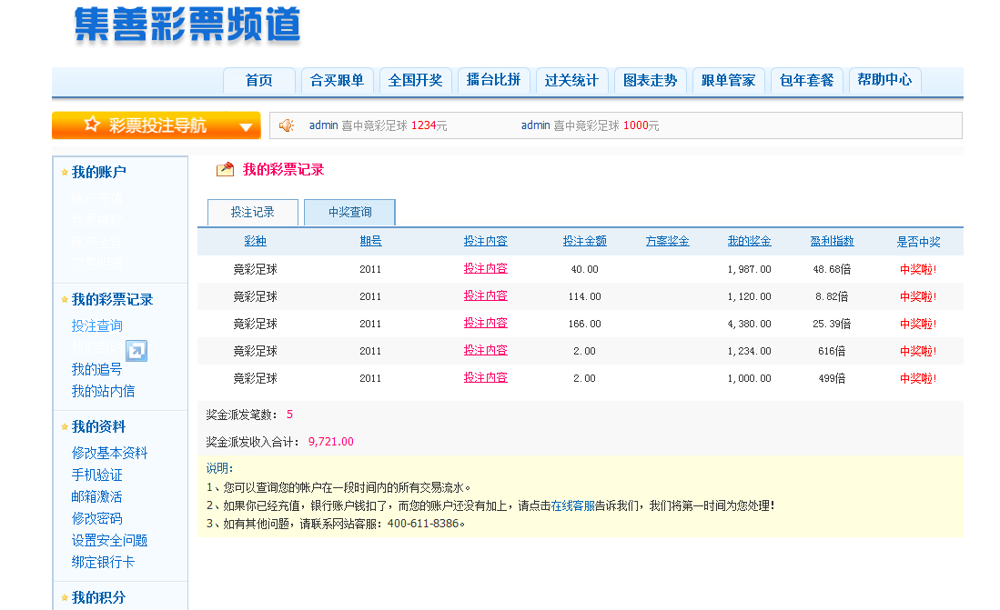 集善彩票频道
首页 合买跟单 全国开奖 擂台比拼 过关统计 图表走势 跟单管家 包年套餐 帮助中心
彩票投注导航
admin 喜中竞彩足球 1234元 admin 喜中竞彩足球 1000元
我的账户
我的彩票记录
投注查询
我的追号
我的站内信
我的资料
修改基本资料
手机验证
邮箱激活
修改密码
设置安全问题
绑定银行卡
我的积分
我的彩票记录
投注记录 中奖查询
彩种 期号 投注内容 投注金额 方案奖金 我的奖金 盈利指数 是否中奖
竞彩足球 2011 投注内容 40.00 1,987.00 48.68倍 中奖啦!
竞彩足球 2011 投注内容 114.00 1,120.00 8.82倍 中奖啦!
竞彩足球 2011 投注内容 166.00 4,380.00 25.39倍 中奖啦!
竞彩足球 2011 投注内容 2.00 1,234.00 616倍 中奖啦!
竞彩足球 2011 投注内容 2.00 1,000.00 499倍 中奖啦!
奖金派发笔数： 5
奖金派发收入合计： 9,721.00
说明：
1、您可以查询您的帐户在一段时间内的所有交易流水。
2、如果你已经充值，银行账户钱扣了，而您的账户还没有加上，请点击在线客服告诉我们，我们将第一时间为您处理！
3、如有其他问题，请联系网站客服：400-611-8386。